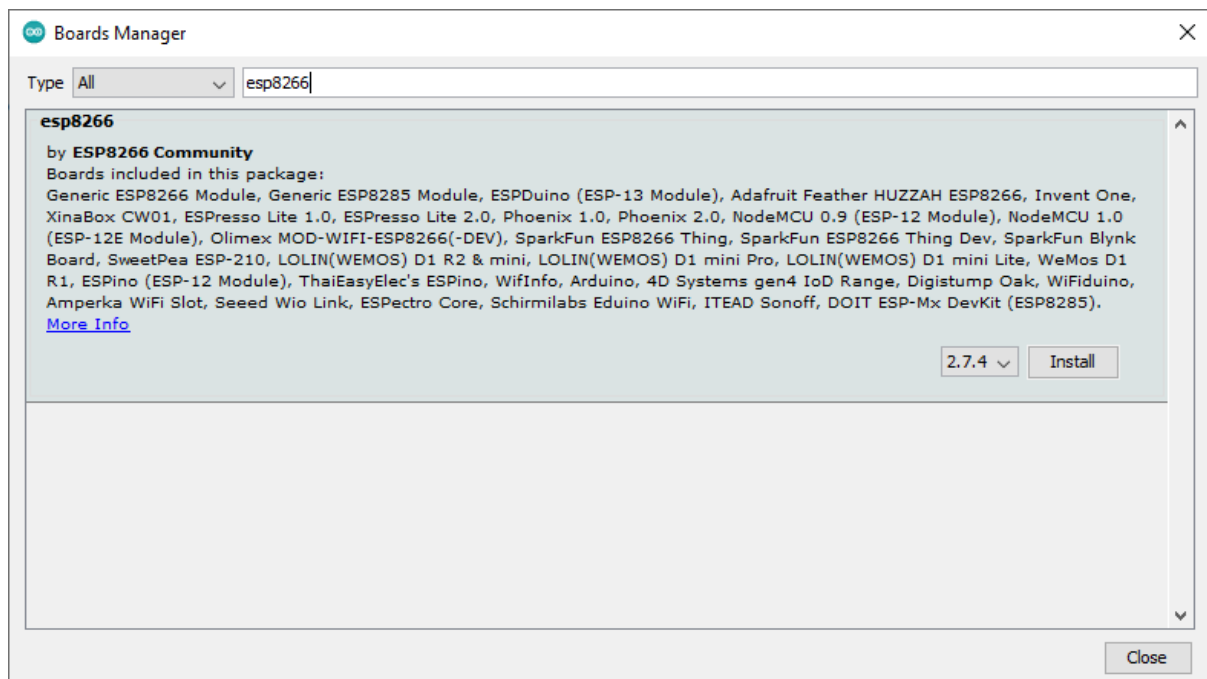 Boards Manager
Type All esp8266
esp8266
by ESP8266 Community
Boards included in this package:
Generic ESP8266 Module, Generic ESP8285 Module, ESPDuino (ESP-13 Module), Adafruit Feather HUZZAH ESP8266, Invent One,
XinaBox CW01, ESPresso Lite 1.0, ESPresso Lite 2.0, Phoenix 1.0, Phoenix 2.0, NodeMCU 0.9 (ESP-12 Module), NodeMCU 1.0
(ESP-12E Module), Olimex MOD-WIFI-ESP8266(-DEV), SparkFun ESP8266 Thing, SparkFun ESP8266 Thing Dev, SparkFun Blynk
Board, SweetPea ESP-210, LOLIN(WEMOS) D1 R2 & mini, LOLIN(WEMOS) D1 mini Pro, LOLIN(WEMOS) D1 mini Lite, WeMos D1
R1, ESPino (ESP-12 Module), ThaiEasyElec's ESPino, WifInfo, Arduino, 4D Systems gen4 IoD Range, Digistump Oak, WiFiduino,
Amperka WiFi Slot, Seeed Wio Link, ESPectro Core, Schirmilabs Eduino WiFi, ITEAD Sonoff, DOIT ESP-Mx DevKit (ESP8285).
More Info
2.7.4 Install
Close